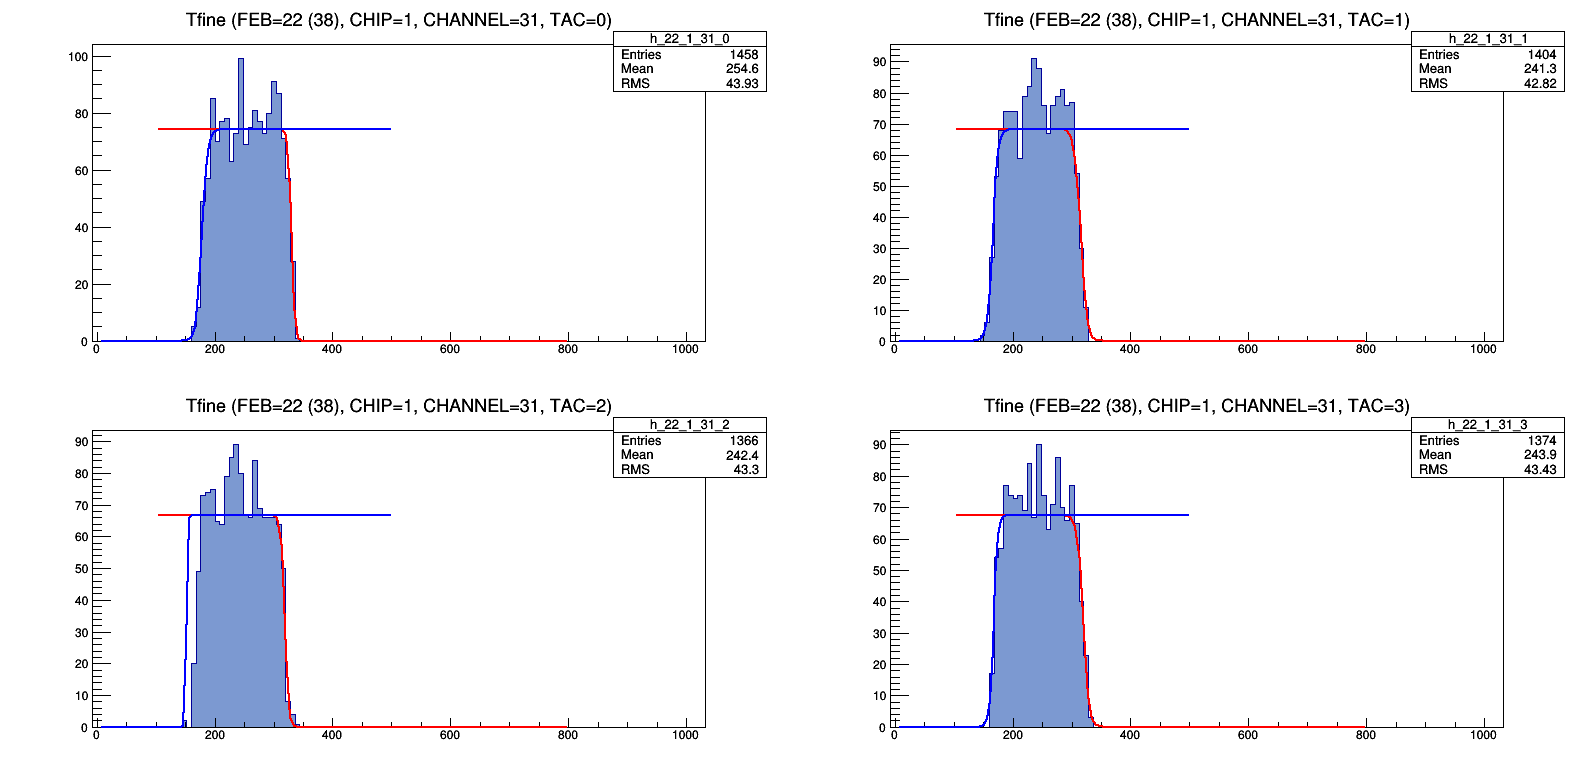 Tfine (FEB=22 (38), CHIP=1, CHANNEL=31, TAC=0)
h_22_1_31_0
Entries 1458
Mean 254.6
RMS 43.93
100
80
60
40
20
0
0 200 400 600 800 1000
Tfine (FEB=22 (38), CHIP=1, CHANNEL=31, TAC=1)
h_22_1_31_1
Entries 1404
Mean 241.3
RMS 42.82
90
80
70
60
50
40
30
20
10
0
0 200 400 600 800 1000
Tfine (FEB=22 (38), CHIP=1, CHANNEL=31, TAC=2)
h_22_1_31_2
Entries 1366
Mean 242.4
RMS 43.3
90
80
70
60
50
40
30
20
10
0
0 200 400 600 800 1000
Tfine (FEB=22 (38), CHIP=1, CHANNEL=31, TAC=3)
h_22_1_31_3
Entries 1374
Mean 243.9
RMS 43.43
90
80
70
60
50
40
30
20
10
0
0 200 400 600 800 1000